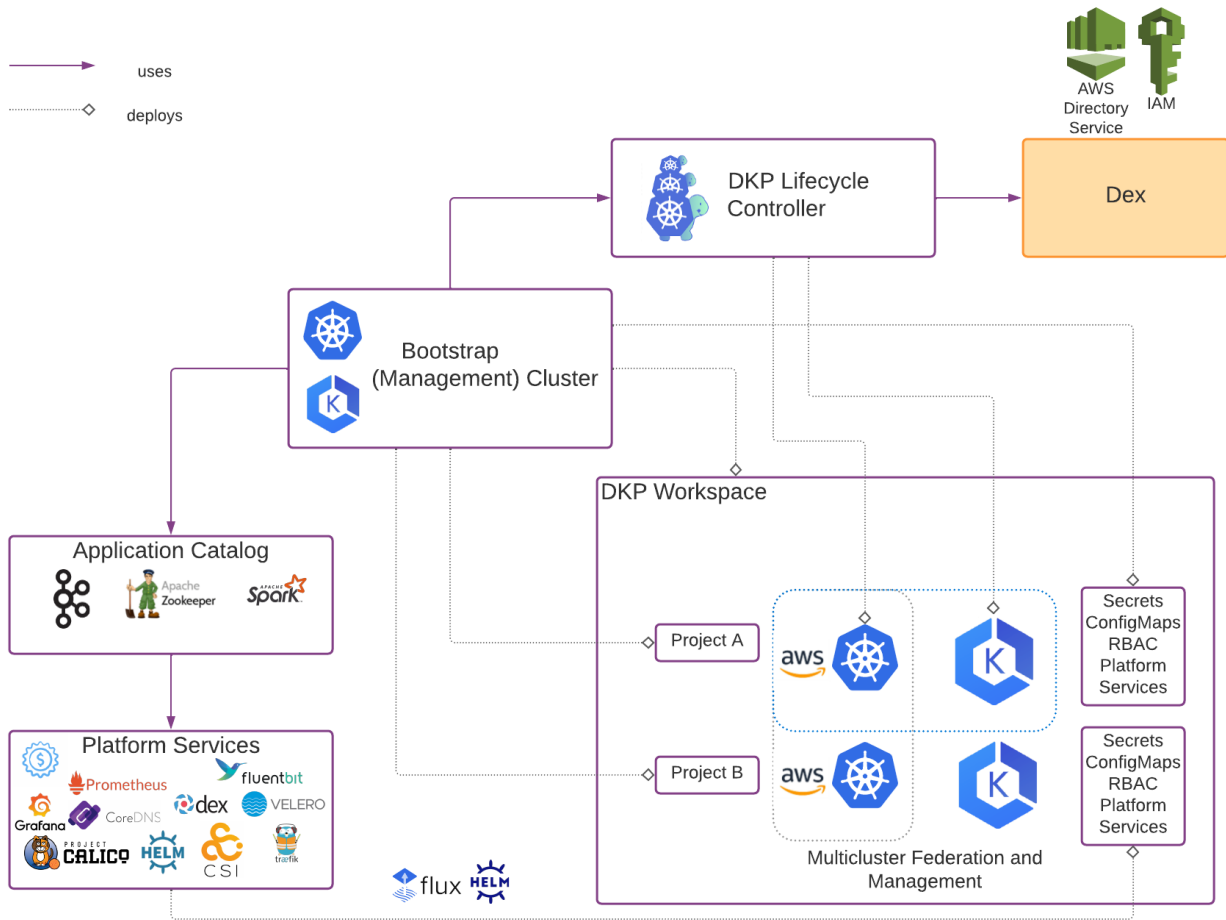 uses
deploys
AWS
Directory
Service
IAM
DKP Lifecycle
Controller
Dex
Bootstrap
(Management) Cluster
K
Application Catalog
Apache
Zookeeper
APACHE
Spark
Platform Services
$
Prometheus
fluentbit
Grafana
CoreDNS
dex
VELERO
PROJECT
CALICO
HELM
CSI
træfik
flux
HELM
DKP Workspace
Project A
aws
K
Secrets
ConfigMaps
RBAC
Platform
Services
Project B
aws
K
Secrets
ConfigMaps
RBAC
Platform
Services
Multicluster Federation and
Management